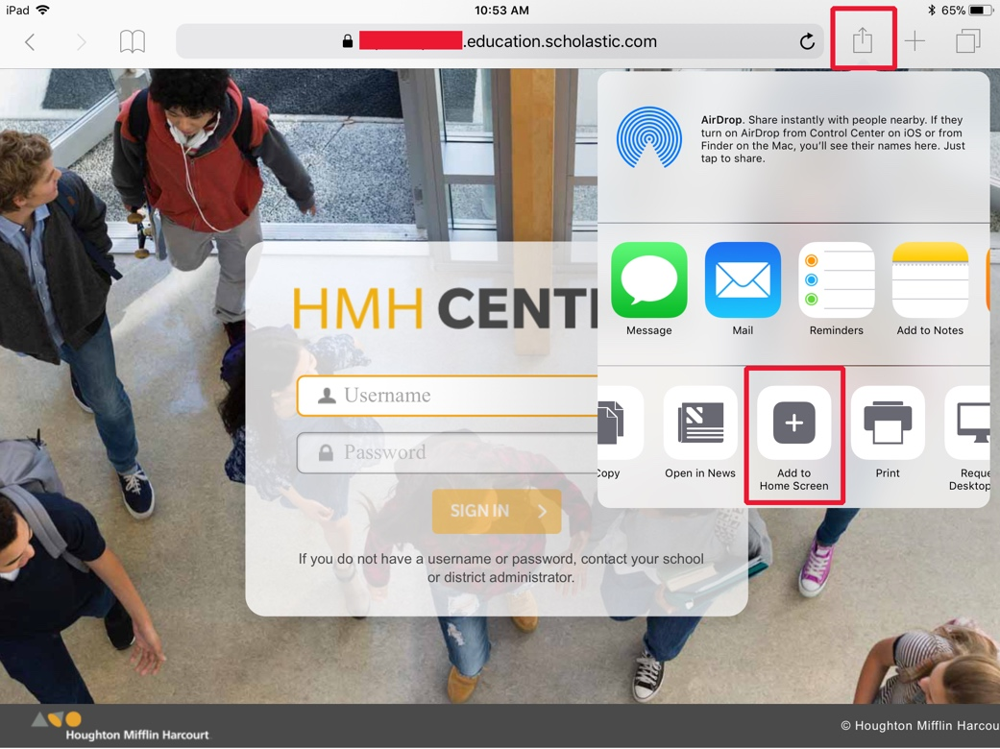 iPad
10:53 AM
65%
.education.scholastic.com
AirDrop. Share instantly with people nearby. If they
turn on AirDrop from Control Center on iOS or from
Finder on the Mac, you'll see their names here. Just
tap to share.
Message
Mail
Reminders
Add to Notes
HMH CENT
Username
Password
Copy
Open in News
Add to
Home Screen
Print
Reque
Desktop
SIGN IN
If you do not have a username or password, contact your school
or district administrator.
Houghton Mifflin Harcourt
© Houghton Mifflin Harcou